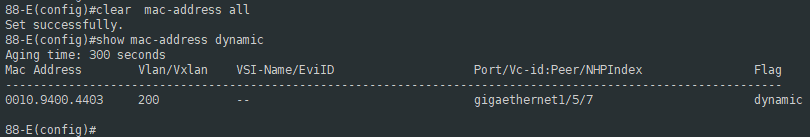 88-E(config)#clear  mac-address all
Set successfully.
88-E(config)#show mac-address dynamic
Aging time: 300 seconds
Mac Address        Vlan/Vxlan    VSI-Name/EviID                    Port/Vc-id:Peer/NHPIndex                Flag
--------------------------------------------------------------------------------------------------------------
0010.9400.4403     200           --                                gigaethernet1/5/7                       dynamic
88-E(config)#